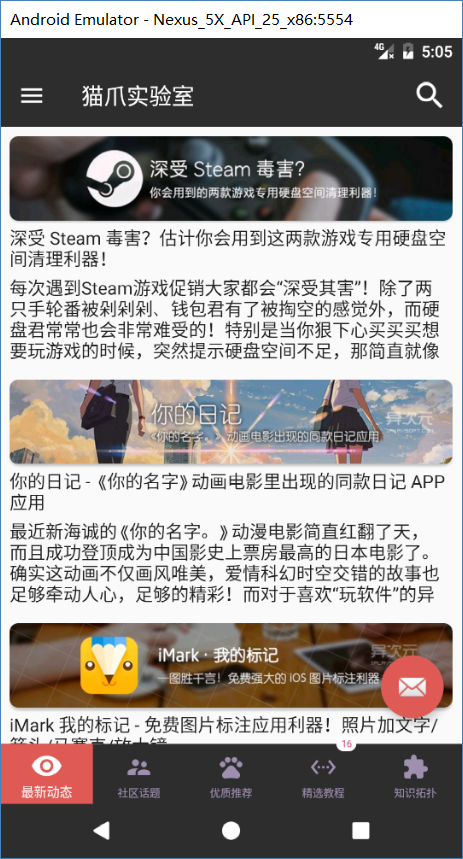 Android Emulator - Nexus_5X_API_25_x86:5554
4G 5:05
猫爪实验室
深受 Steam 毒害？
你会用到的两款游戏专用硬盘空间清理利器！
深受 Steam 毒害？估计你会用到这两款游戏专用硬盘空
间清理利器！
每次遇到Steam游戏促销大家都会“深受其害”！除了两
只手轮番被剁剁剁、钱包君有了被掏空的感觉外，而硬
盘君常常也会非常难受的！特别是当你狠下心买买买想
要玩游戏的时候，突然提示硬盘空间不足，那简直就像
你的日记
《你的名字。》动画电影出现的同款日记应用
异次元
你的日记 -《你的名字》动画电影里出现的同款日记 APP
应用
最近新海诚的《你的名字。》动漫电影简直红翻了天，
而且成功登顶成为中国影史上票房最高的日本电影了。
确实这动画不仅画风唯美，爱情科幻时空交错的故事也
足够牵动人心，足够的精彩！而对于喜欢“玩软件”的异
iMark · 我的标记
一图胜千言！免费强大的 iOS 图片标注利器
异次元
iMark 我的标记 - 免费图片标注应用利器！照片加文字/
箭头/马赛克/放大镜
16
最新动态
社区话题
优质推荐
精选教程
知识拓扑